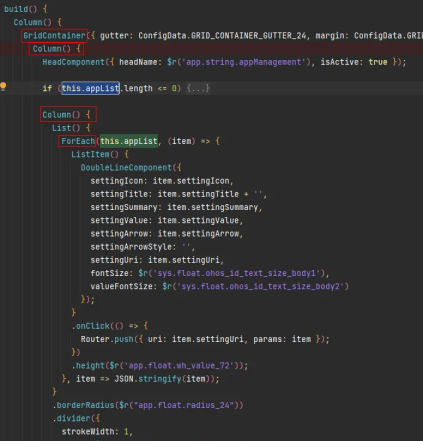 build() {
Column() {
GridContainer({ gutter: ConfigData.GRID_CONTAINER_GUTTER_24, margin: ConfigData.GRID
Column() {
HeadComponent({ headName: $r('app.string.appManagement'), isActive: true });
if (this.appList.length <= 0) {...}
Column() {
List() {
ForEach(this.appList, (item) => {
ListItem() {
DoubleLineComponent({
settingIcon: item.settingIcon,
settingTitle: item.settingTitle + '',
settingSummary: item.settingSummary,
settingValue: item.settingValue,
settingArrow: item.settingArrow,
settingArrowStyle: '',
settingUri: item.settingUri,
fontSize: $r('sys.float.ohos_id_text_size_body1'),
valueFontSize: $r('sys.float.ohos_id_text_size_body2')
});
}
.onClick(() => {
Router.push({ uri: item.settingUri, params: item });
})
.height($r('app.float.wh_value_72'));
}, item => JSON.stringify(item));
}
.borderRadius($r("app.float.radius_24"))
.divider({
strokeWidth: 1,